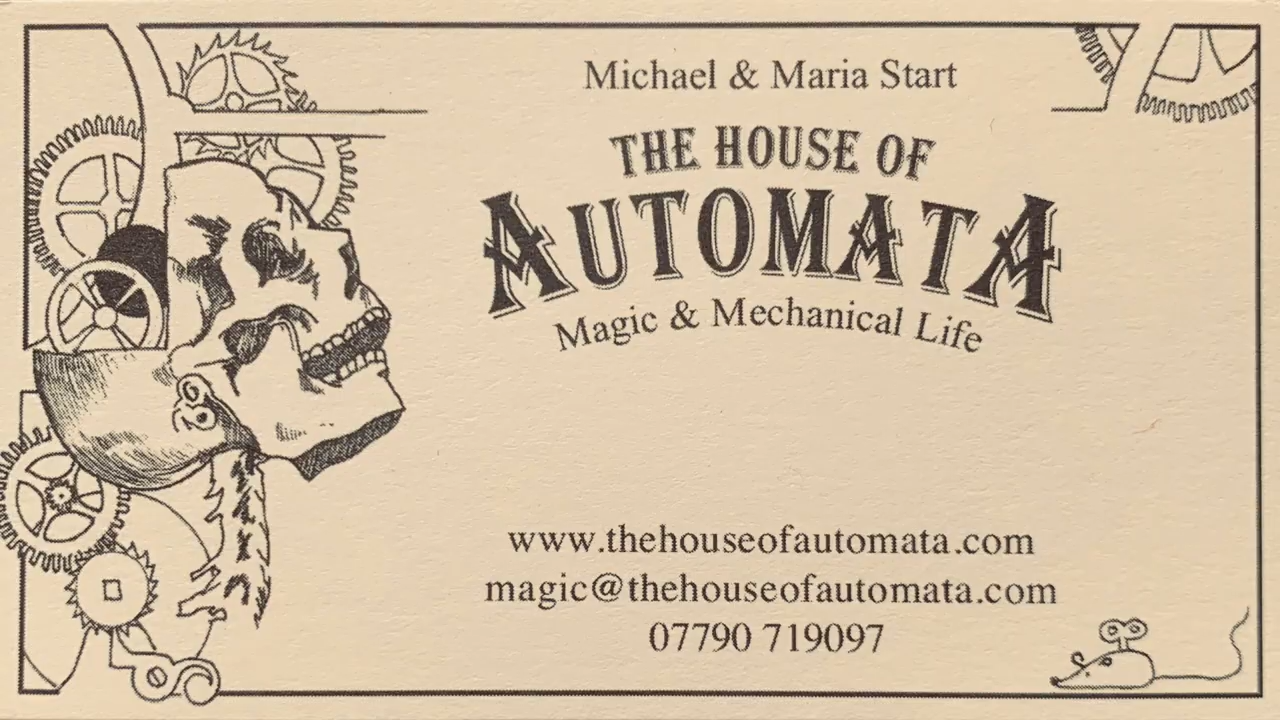 Michael & Maria Start
THE HOUSE OF
AUTOMATA
Magic & Mechanical Life
www.thehouseofautomata.com
magic@thehouseofautomata.com
07790 719097